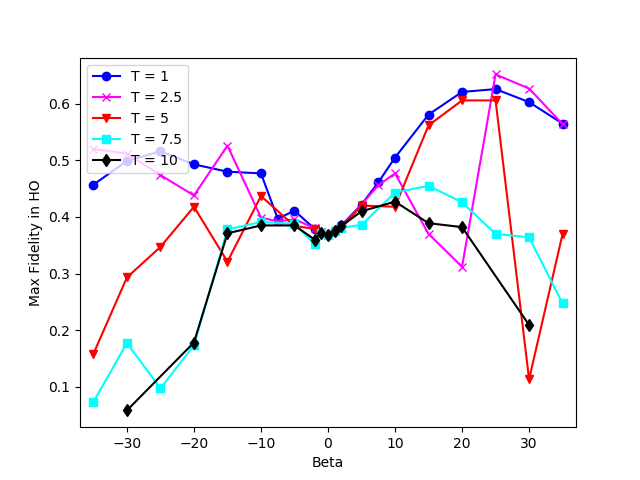 T = 1
T = 2.5
T = 5
T = 7.5
T = 10
Max Fidelity in HO
0.6
0.5
0.4
0.3
0.2
0.1
−30 −20 −10 0 10 20 30
Beta